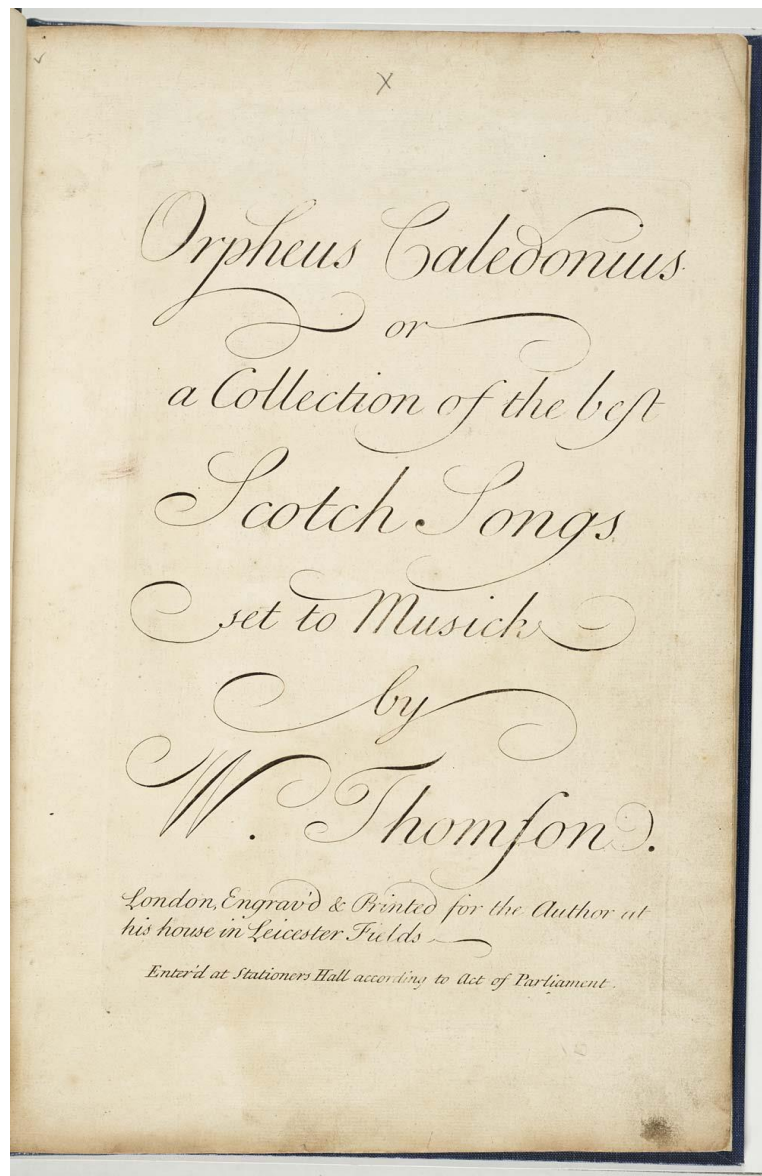 Orpheus Caledonius
or
a Collection of the beſt
Scotch Songs
set to Musick
by
W. Thomſon.
London, Engrav'd & Printed for the Author at
his house in Leicester Fields
Enter'd at Stationers Hall according to Act of Parliament.